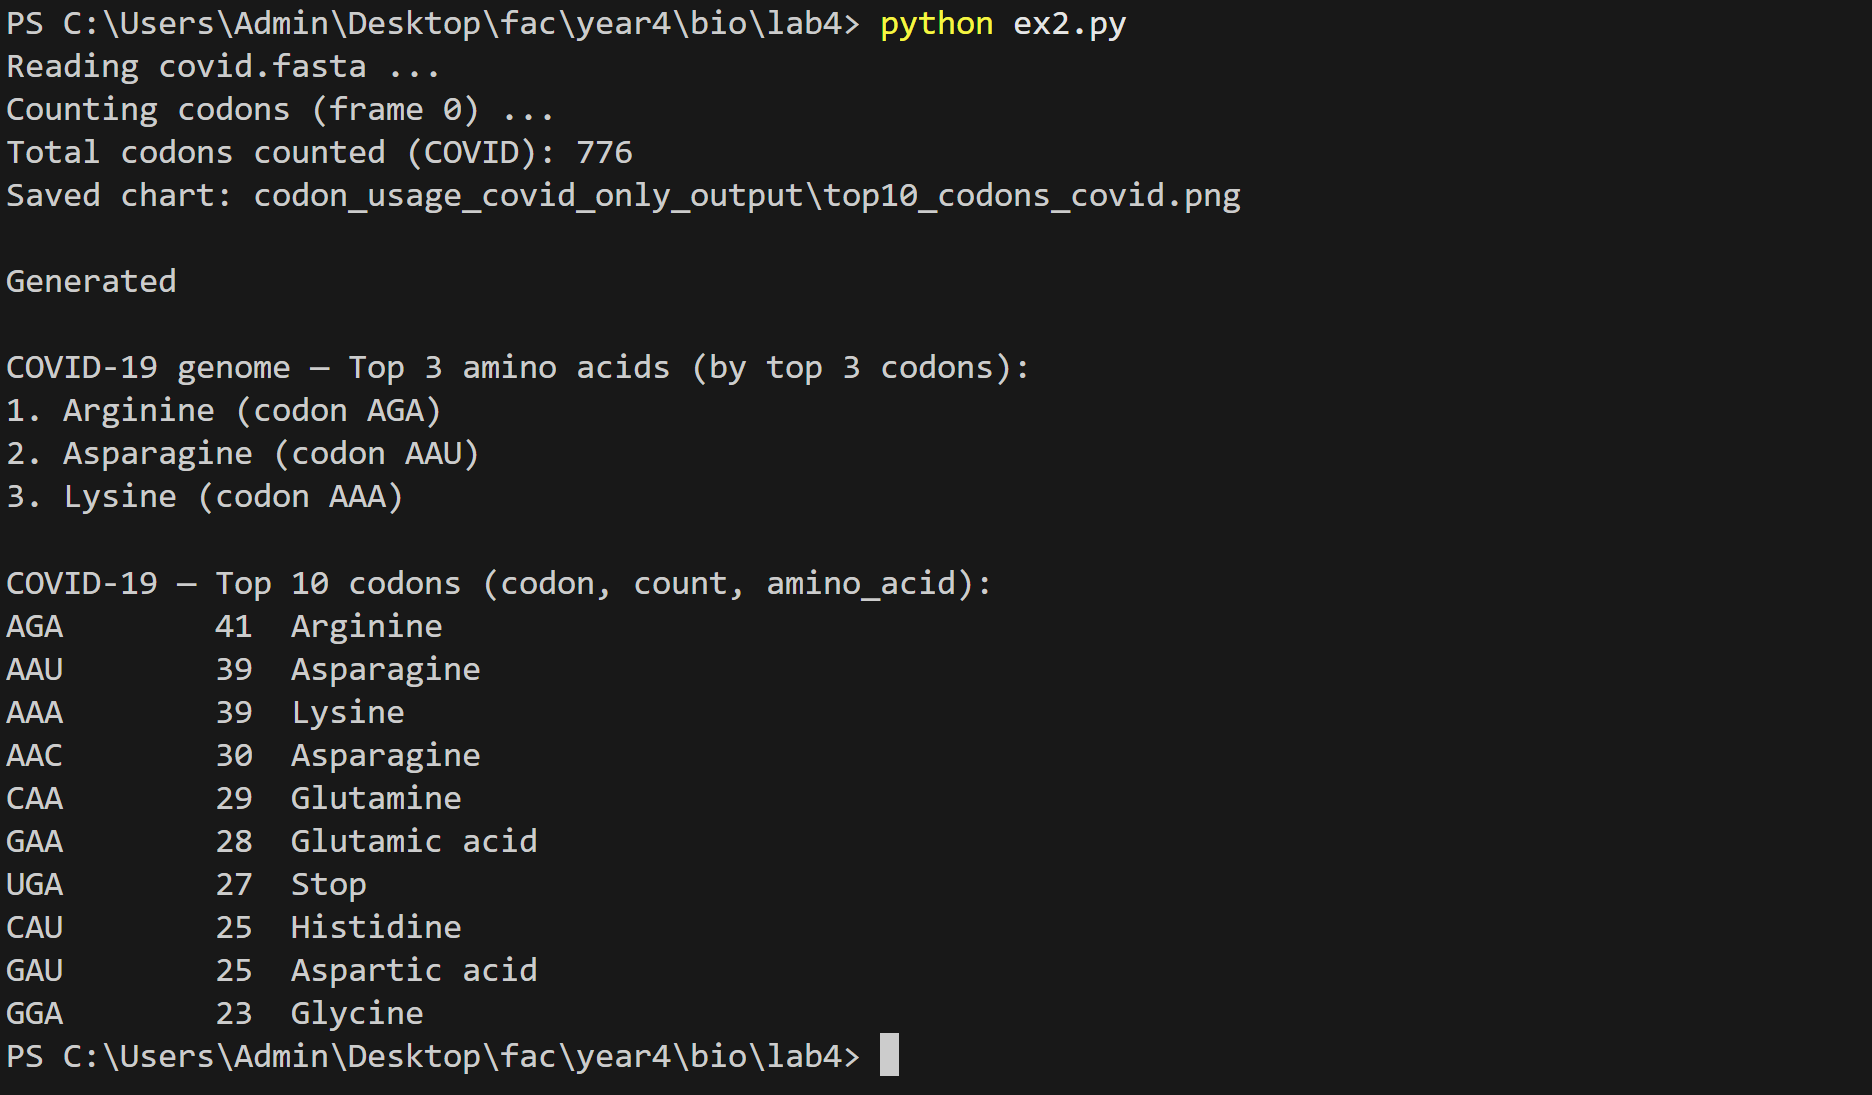 PS C:\Users\Admin\Desktop\fac\year4\bio\lab4> python ex2.py
Reading covid.fasta ...
Counting codons (frame 0) ...
Total codons counted (COVID): 776
Saved chart: codon_usage_covid_only_output\top10_codons_covid.png
Generated
COVID-19 genome — Top 3 amino acids (by top 3 codons):
1. Arginine (codon AGA)
2. Asparagine (codon AAU)
3. Lysine (codon AAA)
COVID-19 — Top 10 codons (codon, count, amino_acid):
AGA        41  Arginine
AAU        39  Asparagine
AAA        39  Lysine
AAC        30  Asparagine
CAA        29  Glutamine
GAA        28  Glutamic acid
UGA        27  Stop
CAU        25  Histidine
GAU        25  Aspartic acid
GGA        23  Glycine
PS C:\Users\Admin\Desktop\fac\year4\bio\lab4>